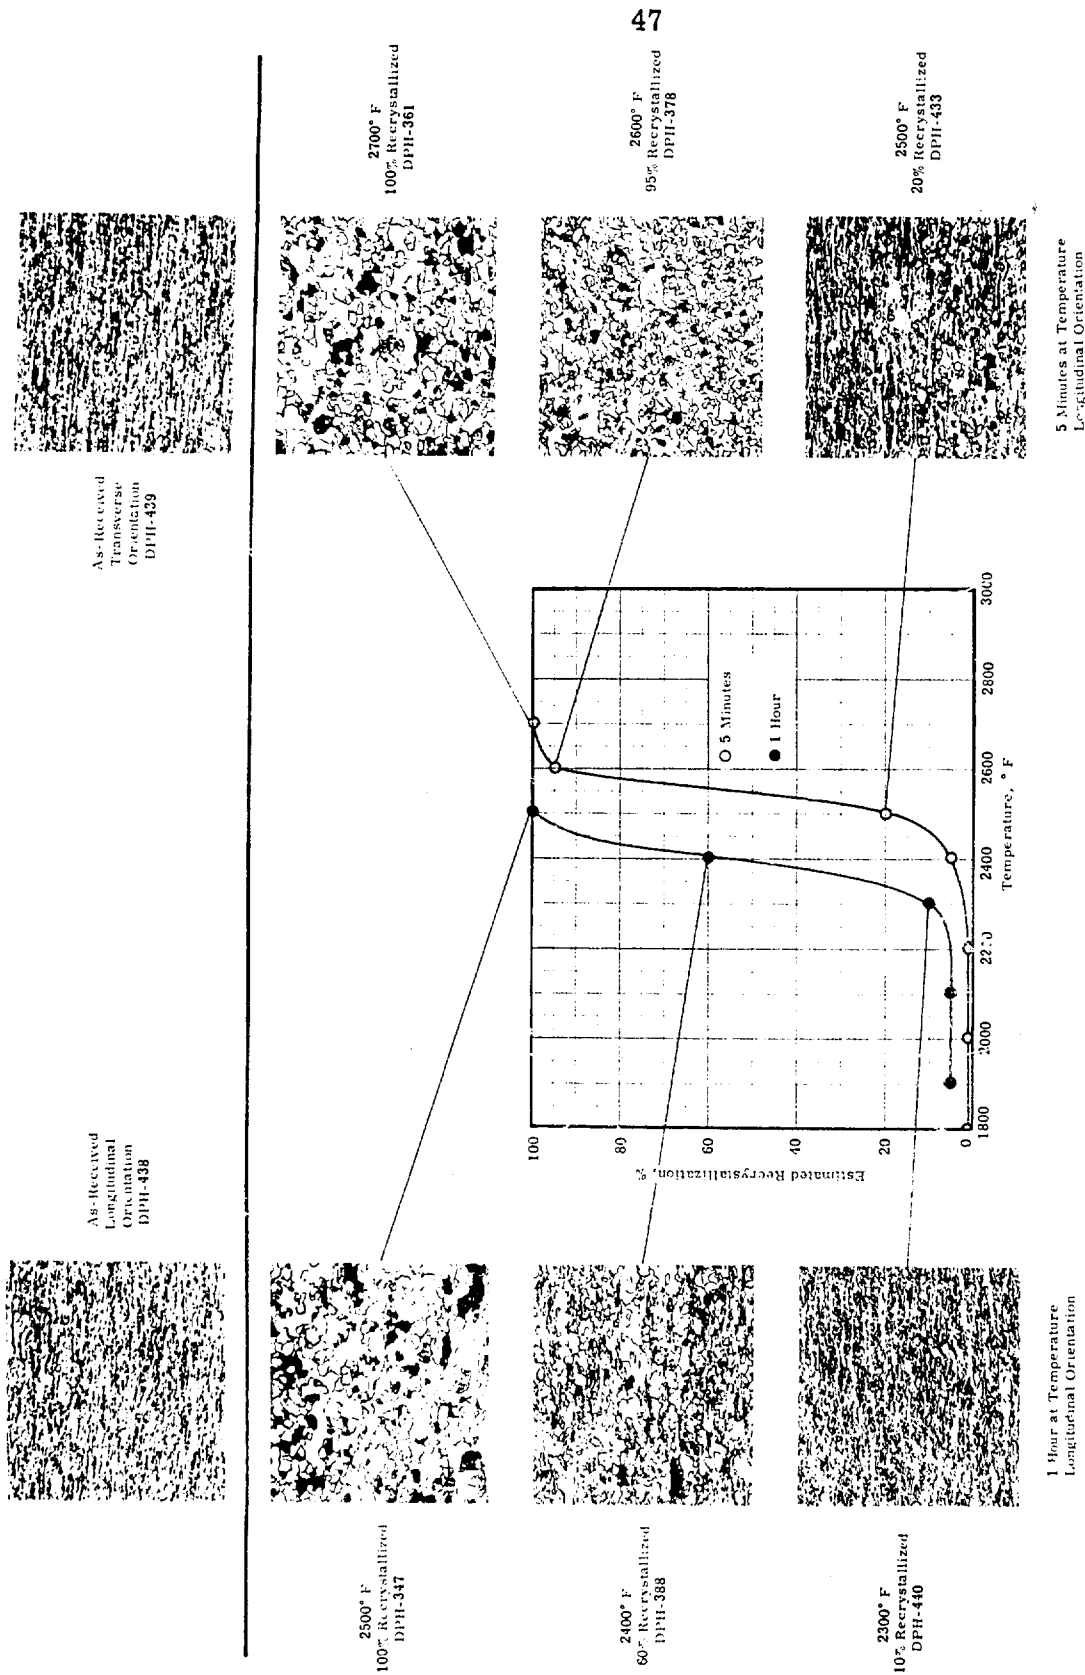 47
As-Received
Longitudinal
Orientation
DPH-438
As-Received
Transverse
Orientation
DPH-439
2500° F
100% Recrystallized
DPH-347
2700° F
100% Recrystallized
DPH-361
2400° F
60% Recrystallized
DPH-388
2600° F
95% Recrystallized
DPH-378
2300° F
10% Recrystallized
DPH-440
2500° F
20% Recrystallized
DPH-433
Estimated Recrystallization, %
100
80
60
40
20
0
○ 5 Minutes
● 1 Hour
1800
2000
2200
2400
2600
2800
3000
Temperature, ° F
1 Hour at Temperature
Longitudinal Orientation
5 Minutes at Temperature
Longitudinal Orientation